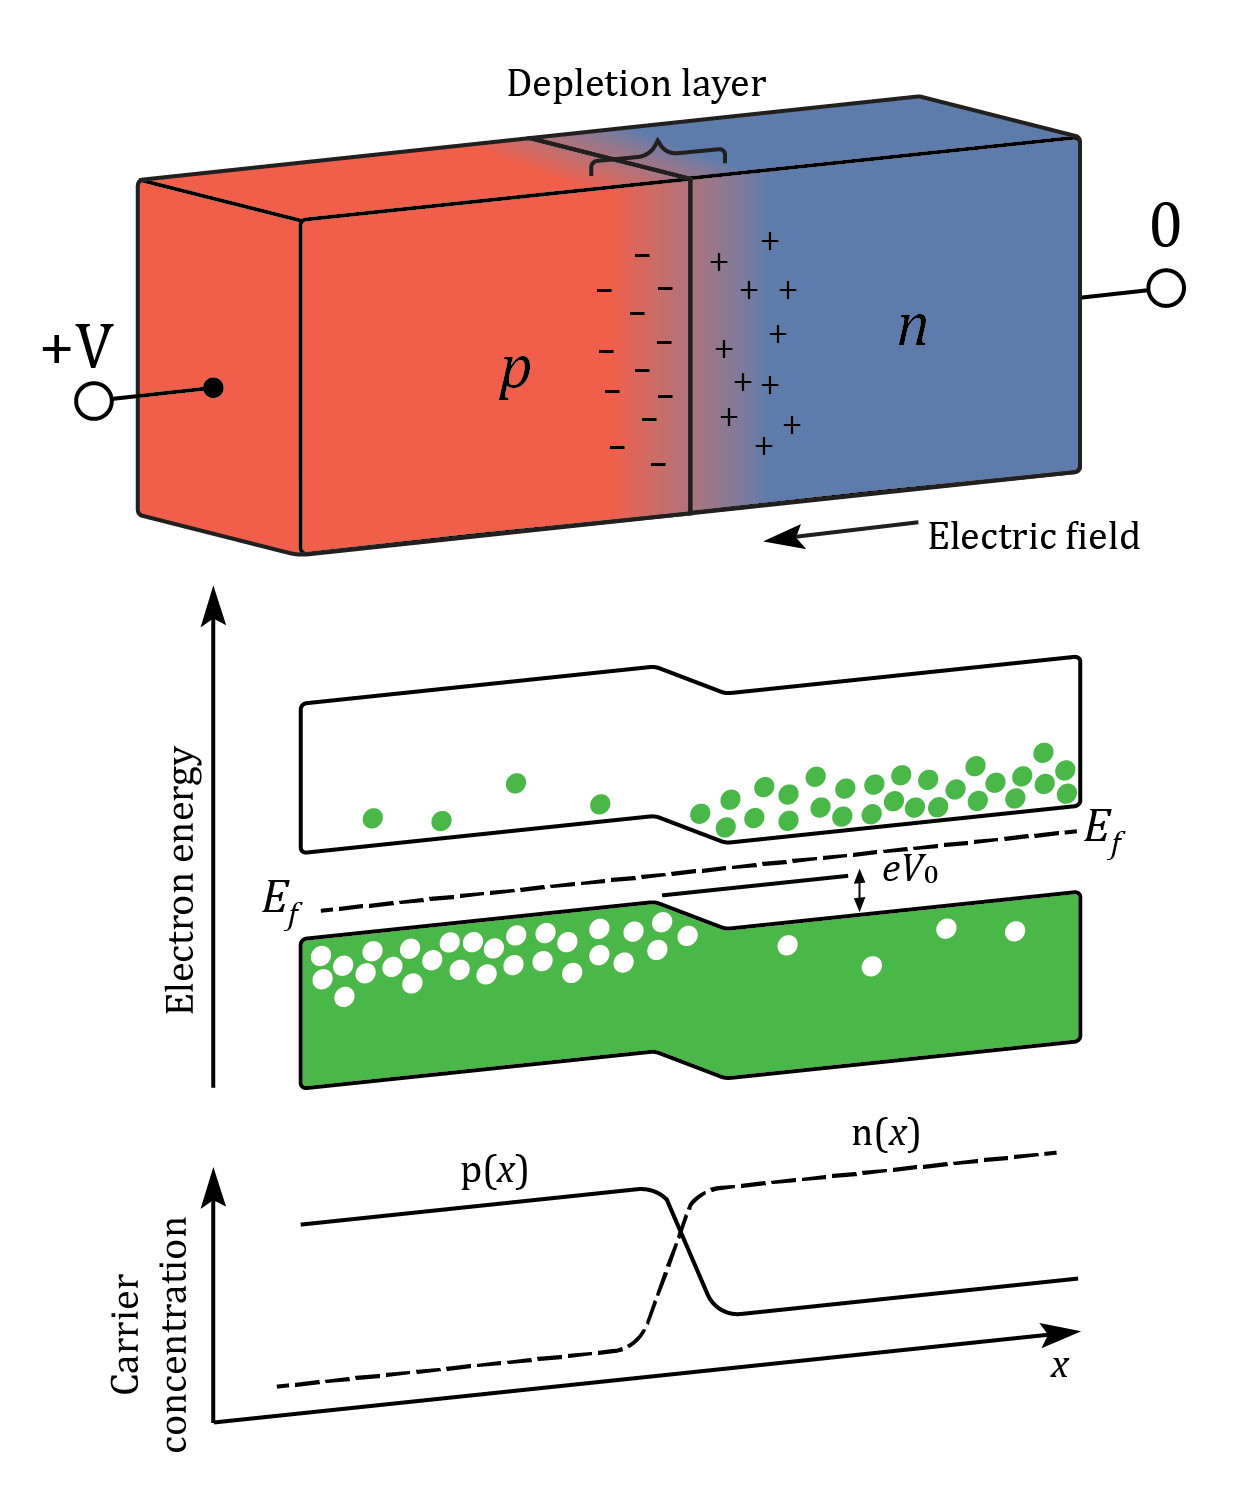 Depletion layer
0
+V
p
n
− + 
Electric field
Electron energy
E_f
E_f
eV₀
p(x)
n(x)
Carrier
concentration
x